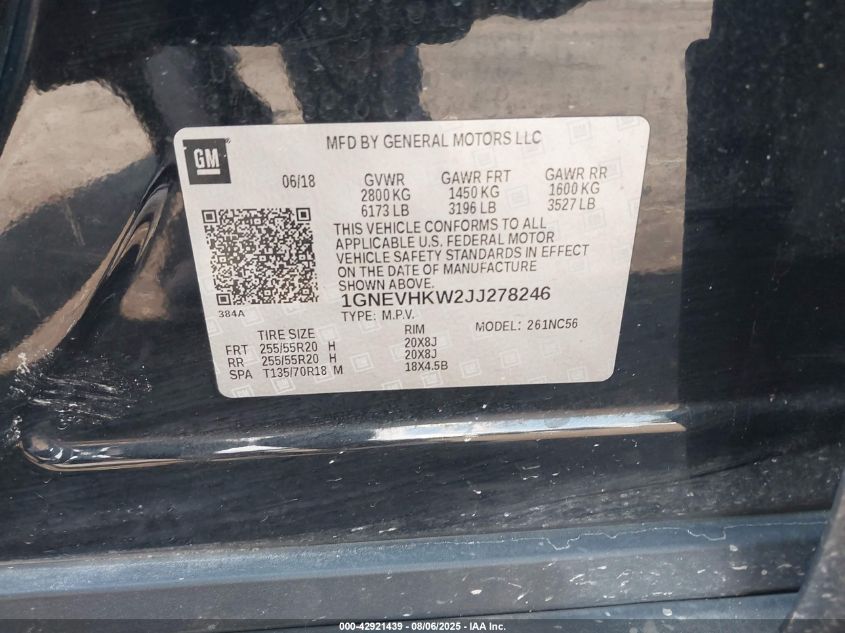 GM
MFD BY GENERAL MOTORS LLC
06/18 GVWR GAWR FRT GAWR RR
2800 KG 1450 KG 1600 KG
6173 LB 3196 LB 3527 LB
THIS VEHICLE CONFORMS TO ALL
APPLICABLE U.S. FEDERAL MOTOR
VEHICLE SAFETY STANDARDS IN EFFECT
ON THE DATE OF MANUFACTURE
SHOWN ABOVE.
384A
1GNEVHKW2JJ278246
TYPE: M.P.V. MODEL: 261NC56
TIRE SIZE RIM
FRT 255/55R20 H 20X8J
RR 255/55R20 H 20X8J
SPA T135/70R18 M 18X4.5B
000-42921439 - 08/06/2025 - IAA Inc.